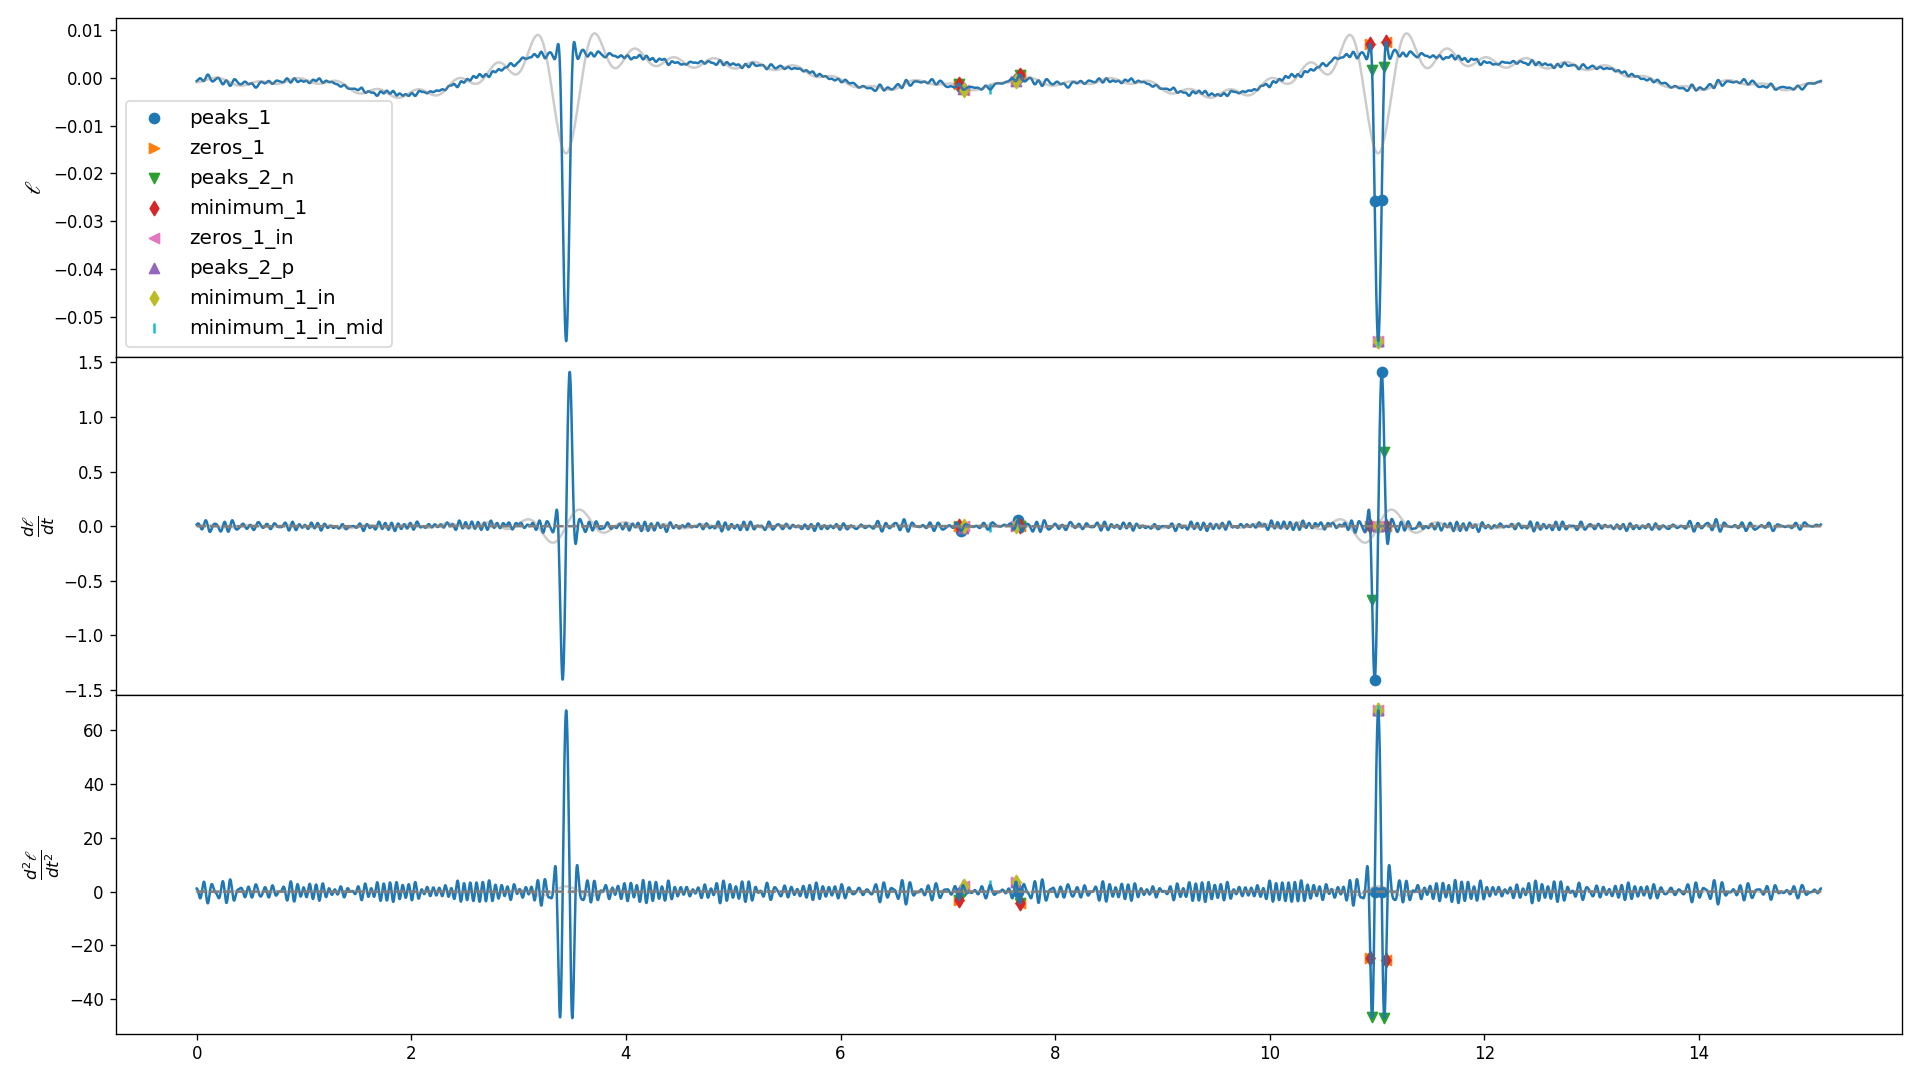 0.01
0.00
−0.01
−0.02
−0.03
−0.04
−0.05
ℓ
peaks_1
zeros_1
peaks_2_n
minimum_1
zeros_1_in
peaks_2_p
minimum_1_in
minimum_1_in_mid
1.5
1.0
0.5
0.0
−0.5
−1.0
−1.5
dℓ
dt
60
40
20
0
−20
−40
d²ℓ
dt²
0 2 4 6 8 10 12 14